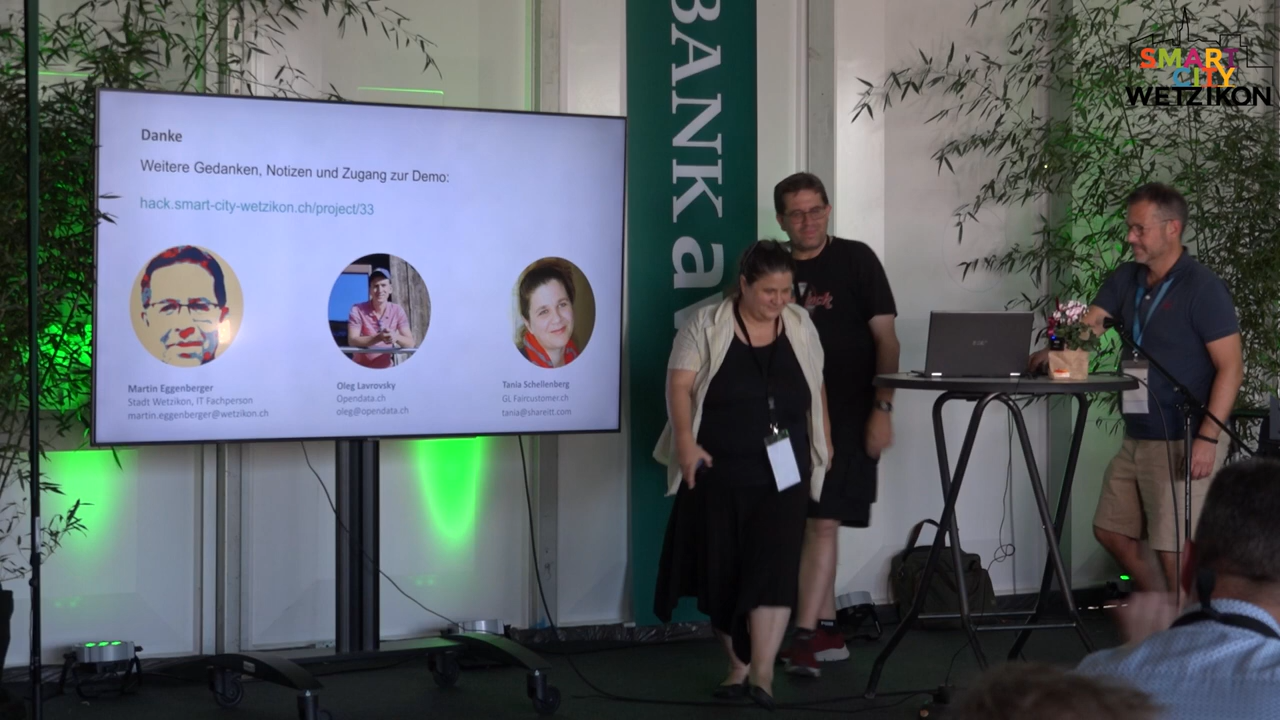 Danke
Weitere Gedanken, Notizen und Zugang zur Demo:
hack.smart-city-wetzikon.ch/project/33
Martin Eggenberger
Stadt Wetzikon, IT Fachperson
martin.eggenberger@wetzikon.ch
Oleg Lavrovsky
Opendata.ch
oleg@opendata.ch
Tania Schellenberg
GL Faircustomer.ch
tania@shareitt.com
BANK
SMART
CITY
WETZIKON